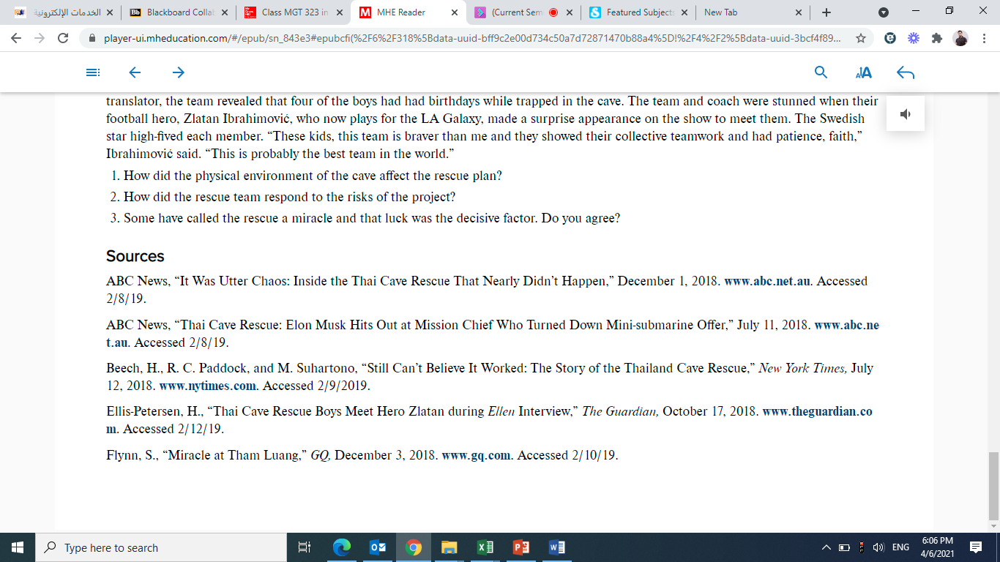 الخدمات الإلكترونية
Blackboard Colla
Class MGT 323 in
MHE Reader
(Current Sem
Featured Subjects
New Tab
player-ui.mheducation.com/#/epub/sn_843e3#epubcfi(%2F6%2F318%5Bdata-uuid-bff9c2e00d734c50a7d72871470b88a4%5D!%2F4%2F2%5Bdata-uuid-3bcf4f89...
translator, the team revealed that four of the boys had had birthdays while trapped in the cave. The team and coach were stunned when their
football hero, Zlatan Ibrahimović, who now plays for the LA Galaxy, made a surprise appearance on the show to meet them. The Swedish
star high-fived each member. “These kids, this team is braver than me and they showed their collective teamwork and had patience, faith,”
Ibrahimović said. “This is probably the best team in the world.”
1. How did the physical environment of the cave affect the rescue plan?
2. How did the rescue team respond to the risks of the project?
3. Some have called the rescue a miracle and that luck was the decisive factor. Do you agree?
Sources
ABC News, “It Was Utter Chaos: Inside the Thai Cave Rescue That Nearly Didn’t Happen,” December 1, 2018. www.abc.net.au. Accessed
2/8/19.
ABC News, “Thai Cave Rescue: Elon Musk Hits Out at Mission Chief Who Turned Down Mini-submarine Offer,” July 11, 2018. www.abc.ne
t.au. Accessed 2/8/19.
Beech, H., R. C. Paddock, and M. Suhartono, “Still Can’t Believe It Worked: The Story of the Thailand Cave Rescue,” New York Times, July
12, 2018. www.nytimes.com. Accessed 2/9/2019.
Ellis-Petersen, H., “Thai Cave Rescue Boys Meet Hero Zlatan during Ellen Interview,” The Guardian, October 17, 2018. www.theguardian.co
m. Accessed 2/12/19.
Flynn, S., “Miracle at Tham Luang,” GQ, December 3, 2018. www.gq.com. Accessed 2/10/19.
Type here to search
ENG
6:06 PM
4/6/2021